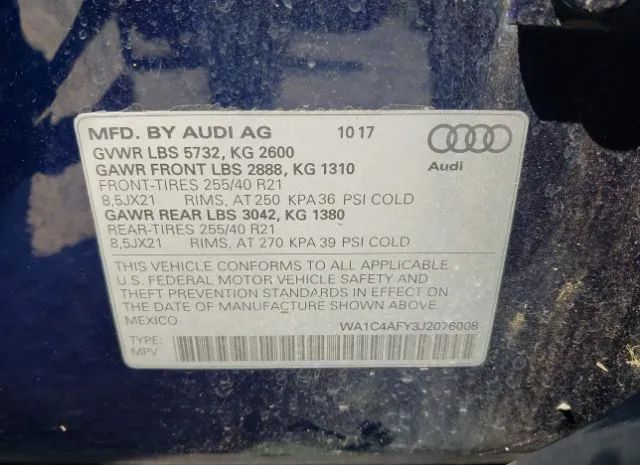 MFD. BY AUDI AG 10 17
GVWR LBS 5732, KG 2600
GAWR FRONT LBS 2888, KG 1310
FRONT-TIRES 255/40 R21
8,5JX21 RIMS, AT 250 KPA 36 PSI COLD
GAWR REAR LBS 3042, KG 1380
REAR-TIRES 255/40 R21
8,5JX21 RIMS, AT 270 KPA 39 PSI COLD
Audi
THIS VEHICLE CONFORMS TO ALL APPLICABLE
U.S. FEDERAL MOTOR VEHICLE SAFETY AND
THEFT PREVENTION STANDARDS IN EFFECT ON
THE DATE OF MANUFACTURE SHOWN ABOVE.
MEXICO WA1C4AFY3J2076008
TYPE:
MPV